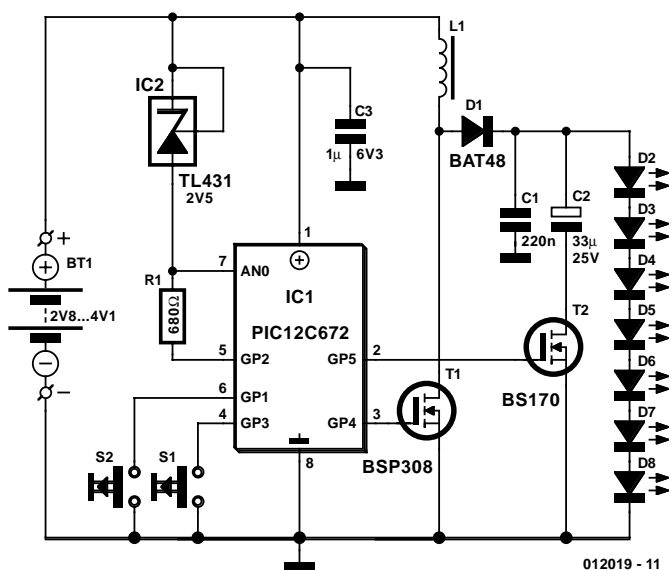 L1
IC2
D1
C3
1µ 6V3
BAT48
D2
TL431
2V5
C1
C2
D3
220n
33µ
25V
1
+
BT1
7
AN0
IC1
D4
R1
2V8...4V1
680Ω
PIC12C672
T2
D5
5
GP2
GP5
2
T1
D6
–
6
GP1
BS170
4
GP3
GP4
3
D7
S2
S1
8
BSP308
D8
012019 - 11